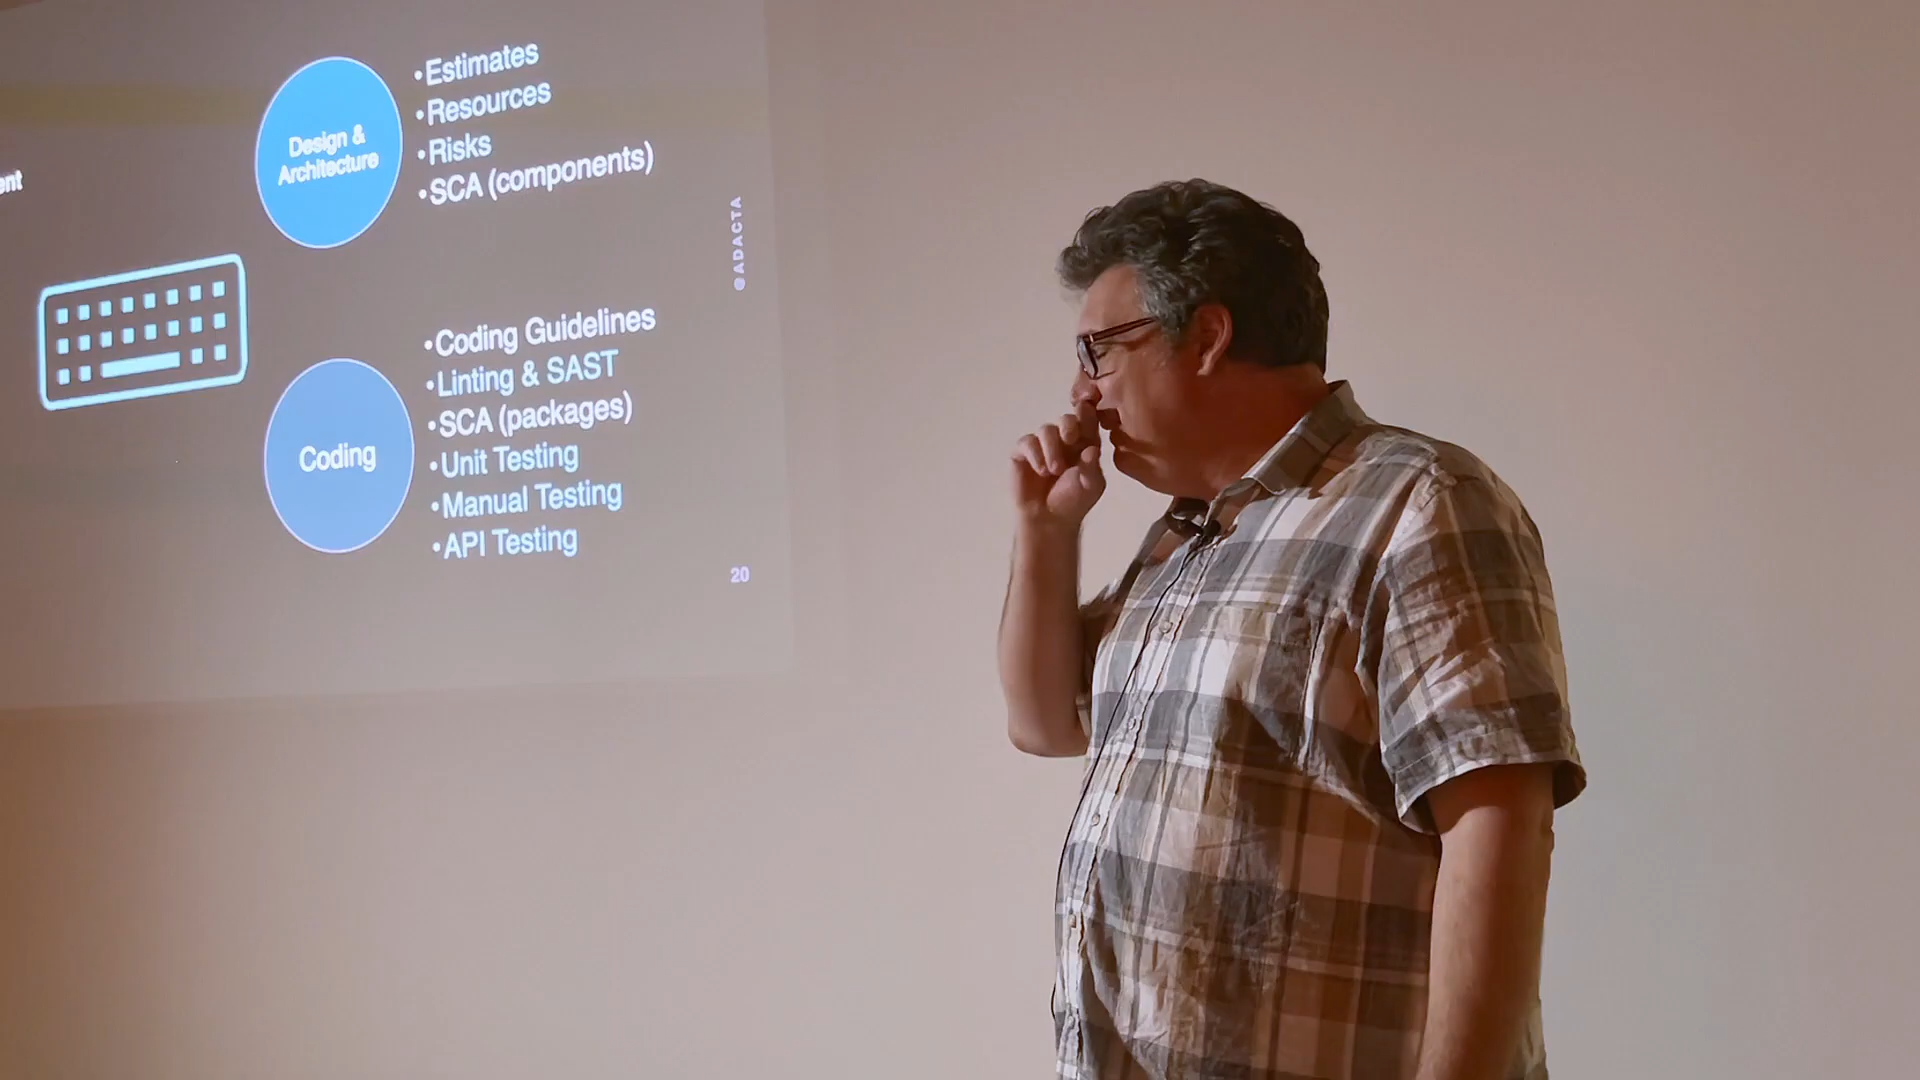 Design &
Architecture
•Estimates
•Resources
•Risks
•SCA (components)
@ADACTA
Coding
•Coding Guidelines
•Linting & SAST
•SCA (packages)
•Unit Testing
•Manual Testing
•API Testing
20